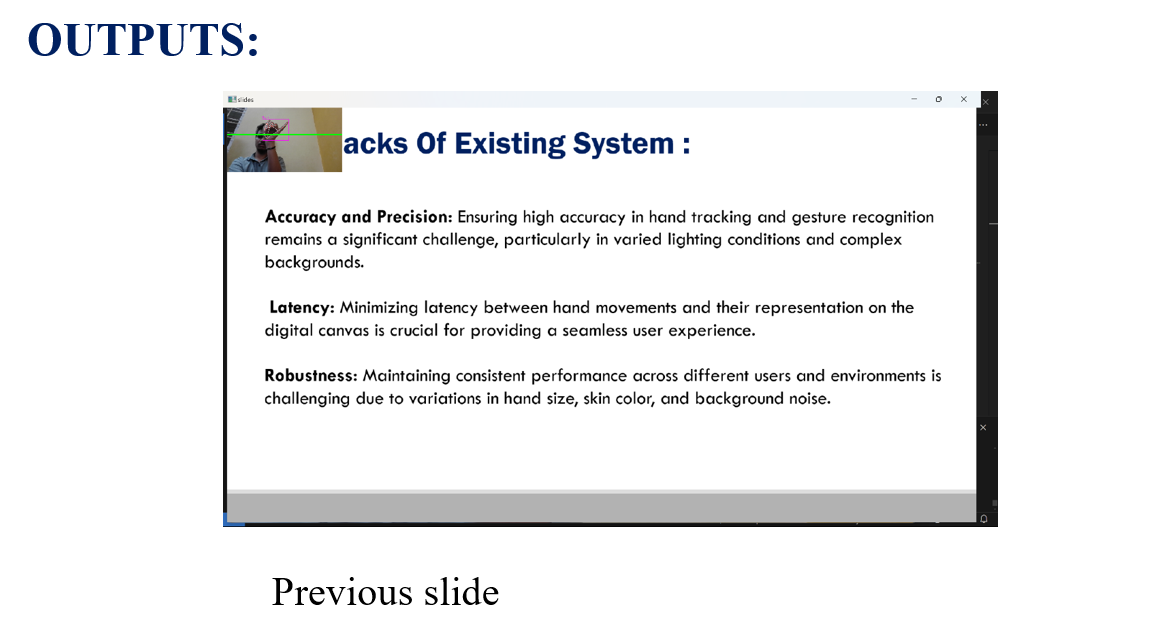 OUTPUTS:
slides
acks Of Existing System :
Accuracy and Precision: Ensuring high accuracy in hand tracking and gesture recognition
remains a significant challenge, particularly in varied lighting conditions and complex
backgrounds.
Latency: Minimizing latency between hand movements and their representation on the
digital canvas is crucial for providing a seamless user experience.
Robustness: Maintaining consistent performance across different users and environments is
challenging due to variations in hand size, skin color, and background noise.
Previous slide